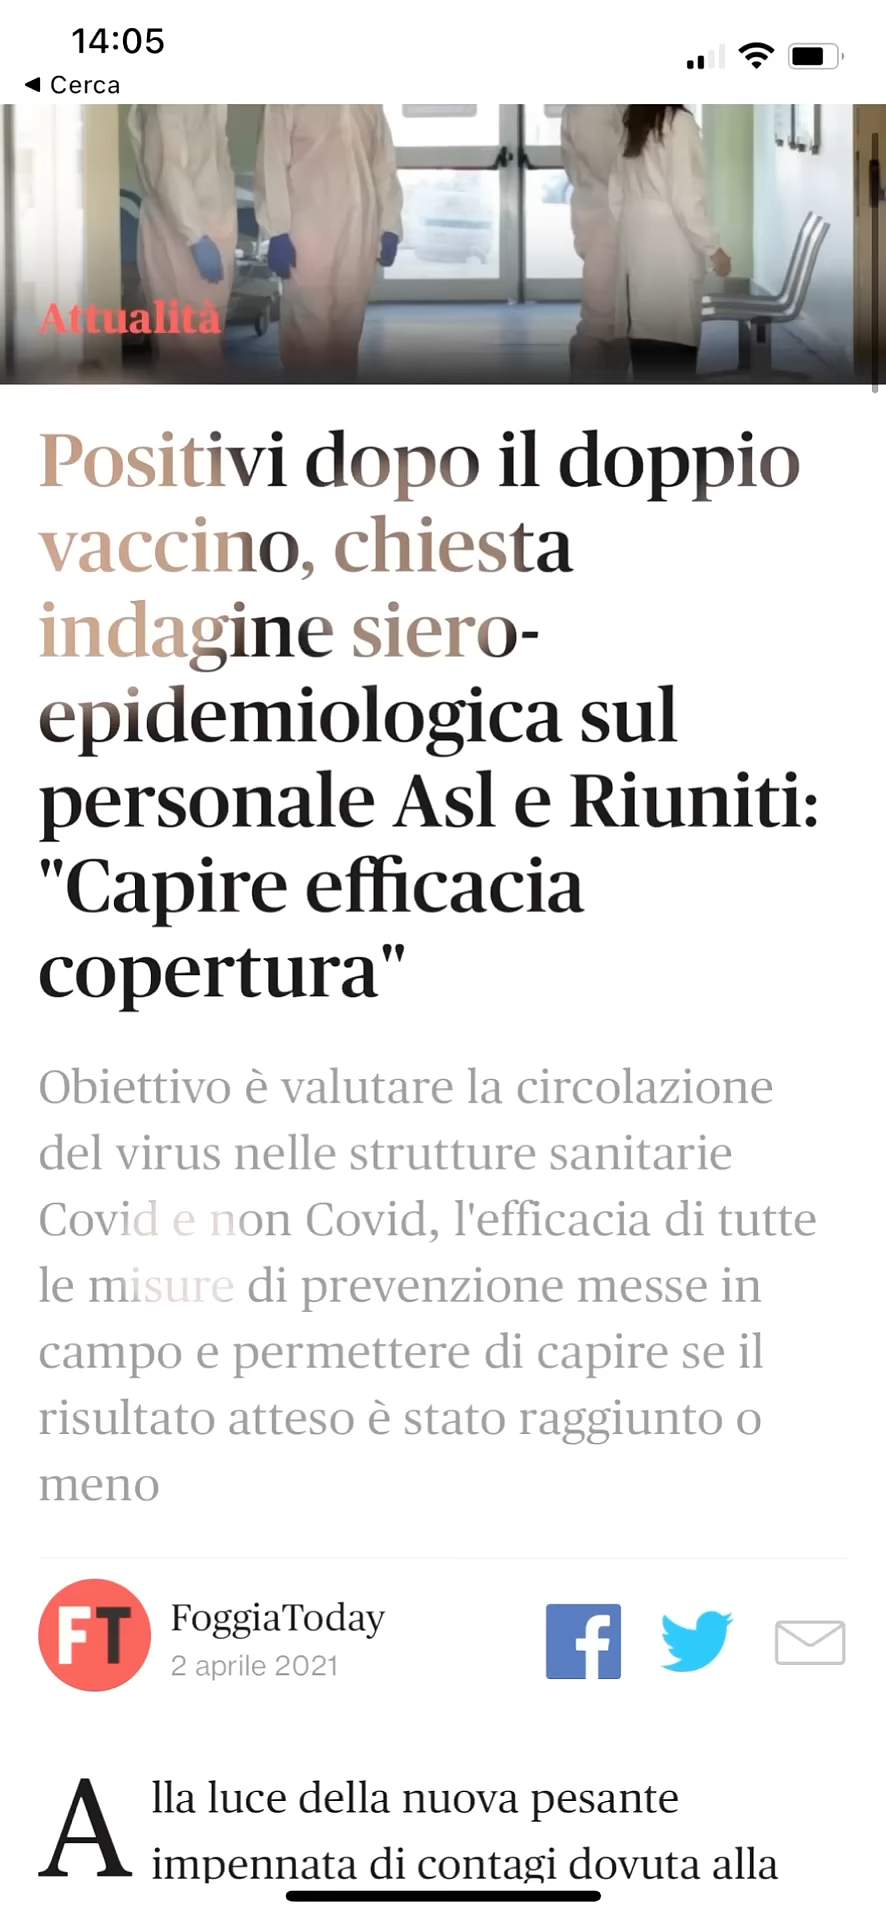 14:05
Cerca
Attualità
Positivi dopo il doppio
vaccino, chiesta
indagine siero-
epidemiologica sul
personale Asl e Riuniti:
"Capire efficacia
copertura"
Obiettivo è valutare la circolazione
del virus nelle strutture sanitarie
Covid e non Covid, l'efficacia di tutte
le misure di prevenzione messe in
campo e permettere di capire se il
risultato atteso è stato raggiunto o
meno
FT
FoggiaToday
2 aprile 2021
Alla luce della nuova pesante
impennata di contagi dovuta alla